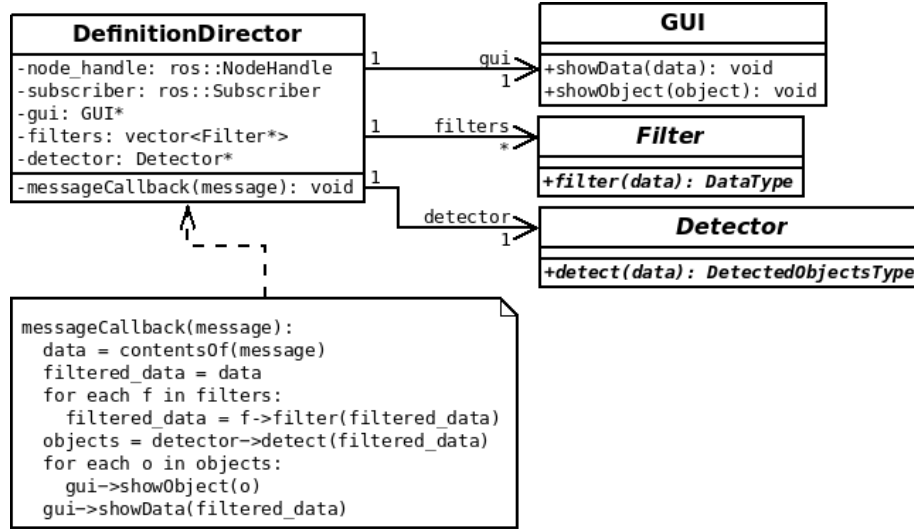 DefinitionDirector
-node_handle: ros::NodeHandle
-subscriber: ros::Subscriber
-gui: GUI*
-filters: vector<Filter*>
-detector: Detector*
-messageCallback(message): void
1
gui
1
GUI
+showData(data): void
+showObject(object): void
1
filters
*
Filter
+filter(data): DataType
1
detector
1
Detector
+detect(data): DetectedObjectsType
messageCallback(message):
  data = contentsOf(message)
  filtered_data = data
  for each f in filters:
    filtered_data = f->filter(filtered_data)
  objects = detector->detect(filtered_data)
  for each o in objects:
    gui->showObject(o)
  gui->showData(filtered_data)